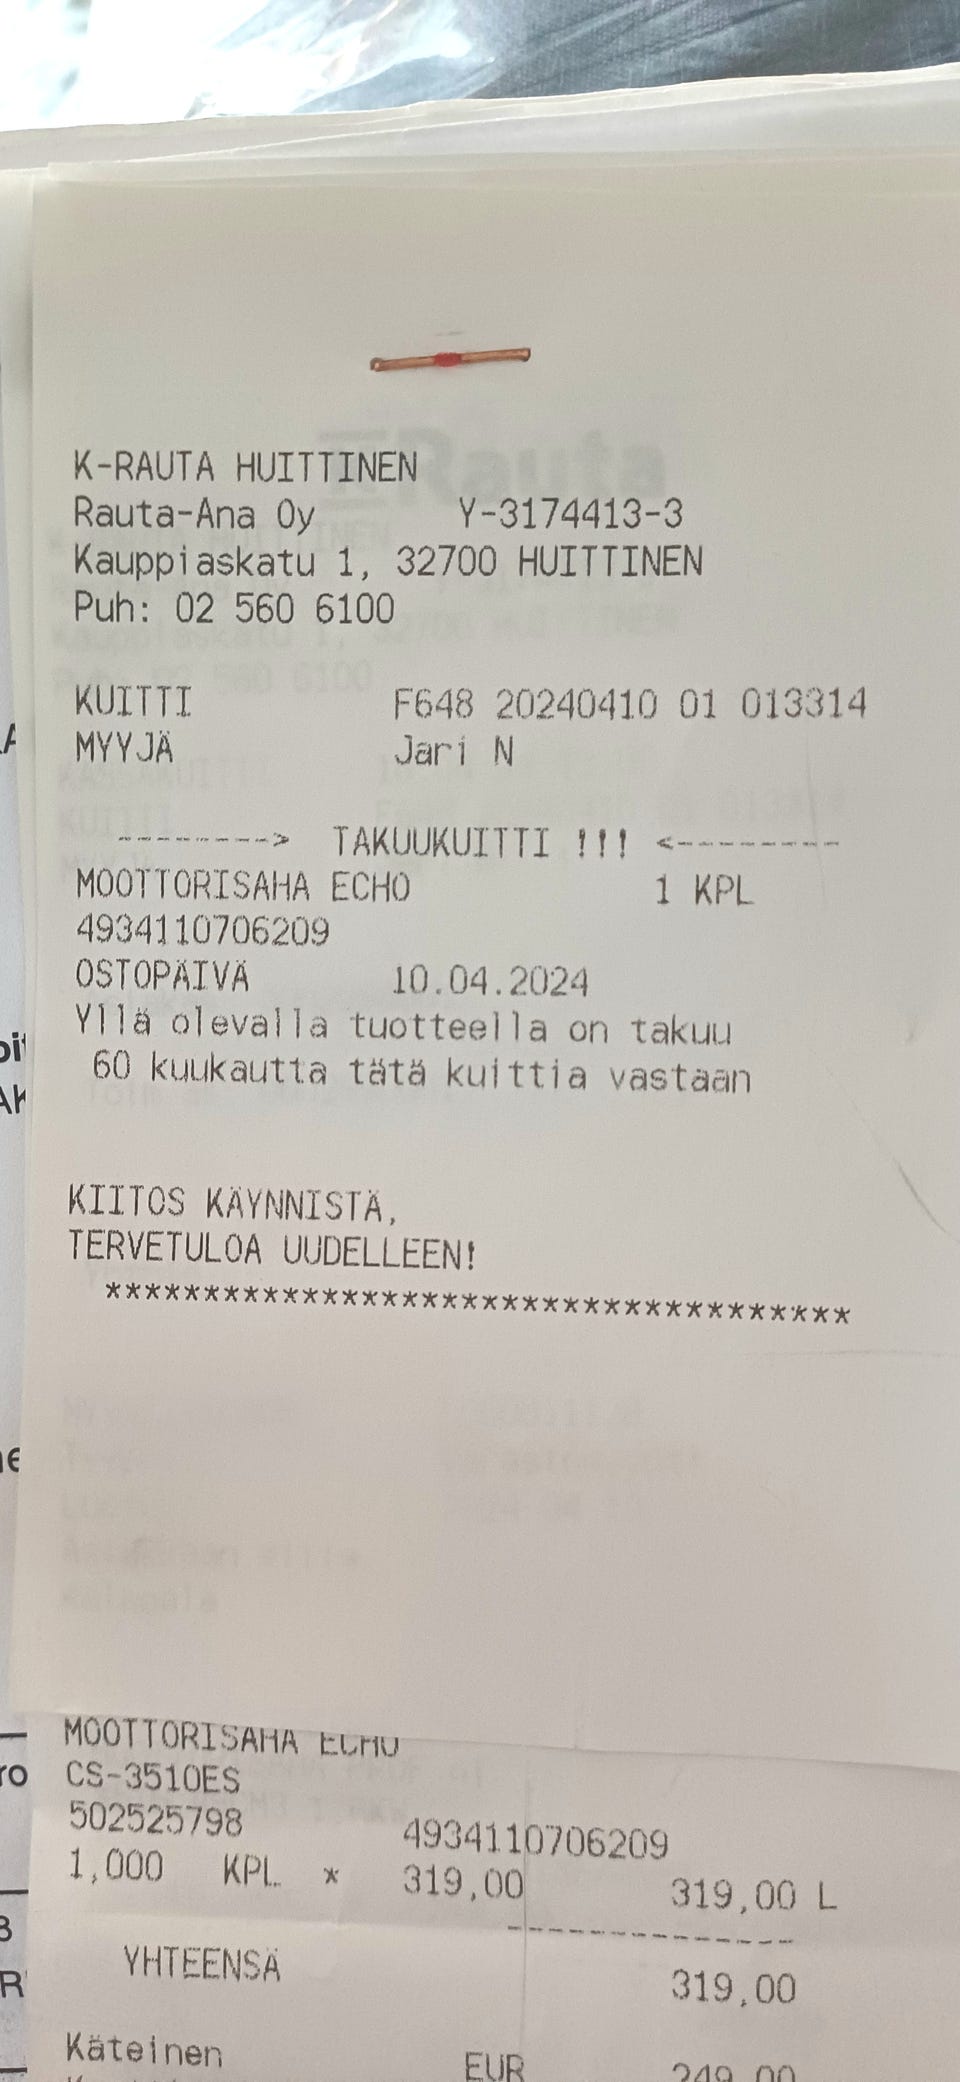 K-RAUTA HUITTINEN
Rauta-Ana Oy Y-3174413-3
Kauppiaskatu 1, 32700 HUITTINEN
Puh: 02 560 6100
KUITTI F648 20240410 01 013314
MYYJÄ Jari N
--------> TAKUUKUITTI !!! <---------
MOOTTORISAHA ECHO 1 KPL
4934110706209
OSTOPÄIVÄ 10.04.2024
Yllä olevalla tuotteella on takuu
60 kuukautta tätä kuittia vastaan
KIITOS KÄYNNISTÄ,
TERVETULOA UUDELLEEN!
**************************************
MOOTTORISAHA ECHO
CS-3510ES
502525798 4934110706209
1,000 KPL * 319,00 319,00 L
---------------
YHTEENSÄ 319,00
Käteinen EUR 249,00